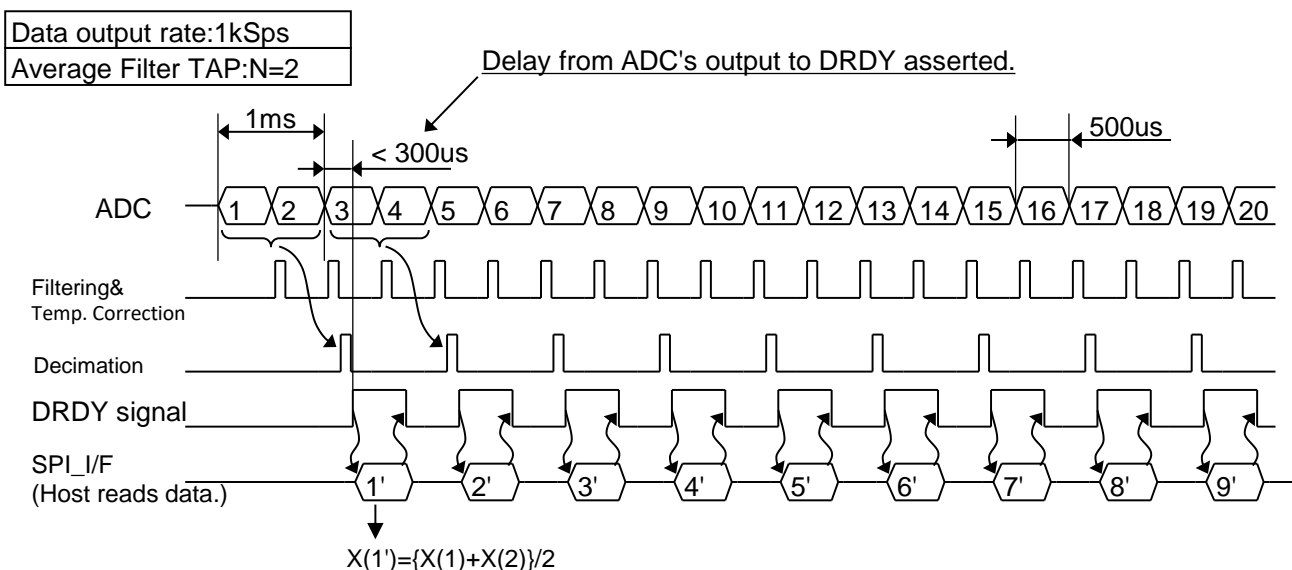 Data output rate:1kSps
Average Filter TAP:N=2
Delay from ADC's output to DRDY asserted.
1ms
< 300us
500us
ADC
1 2 3 4 5 6 7 8 9 10 11 12 13 14 15 16 17 18 19 20
Filtering&
Temp. Correction
Decimation
DRDY signal
SPI_I/F
(Host reads data.)
1' 2' 3' 4' 5' 6' 7' 8' 9'
X(1')={X(1)+X(2)}/2